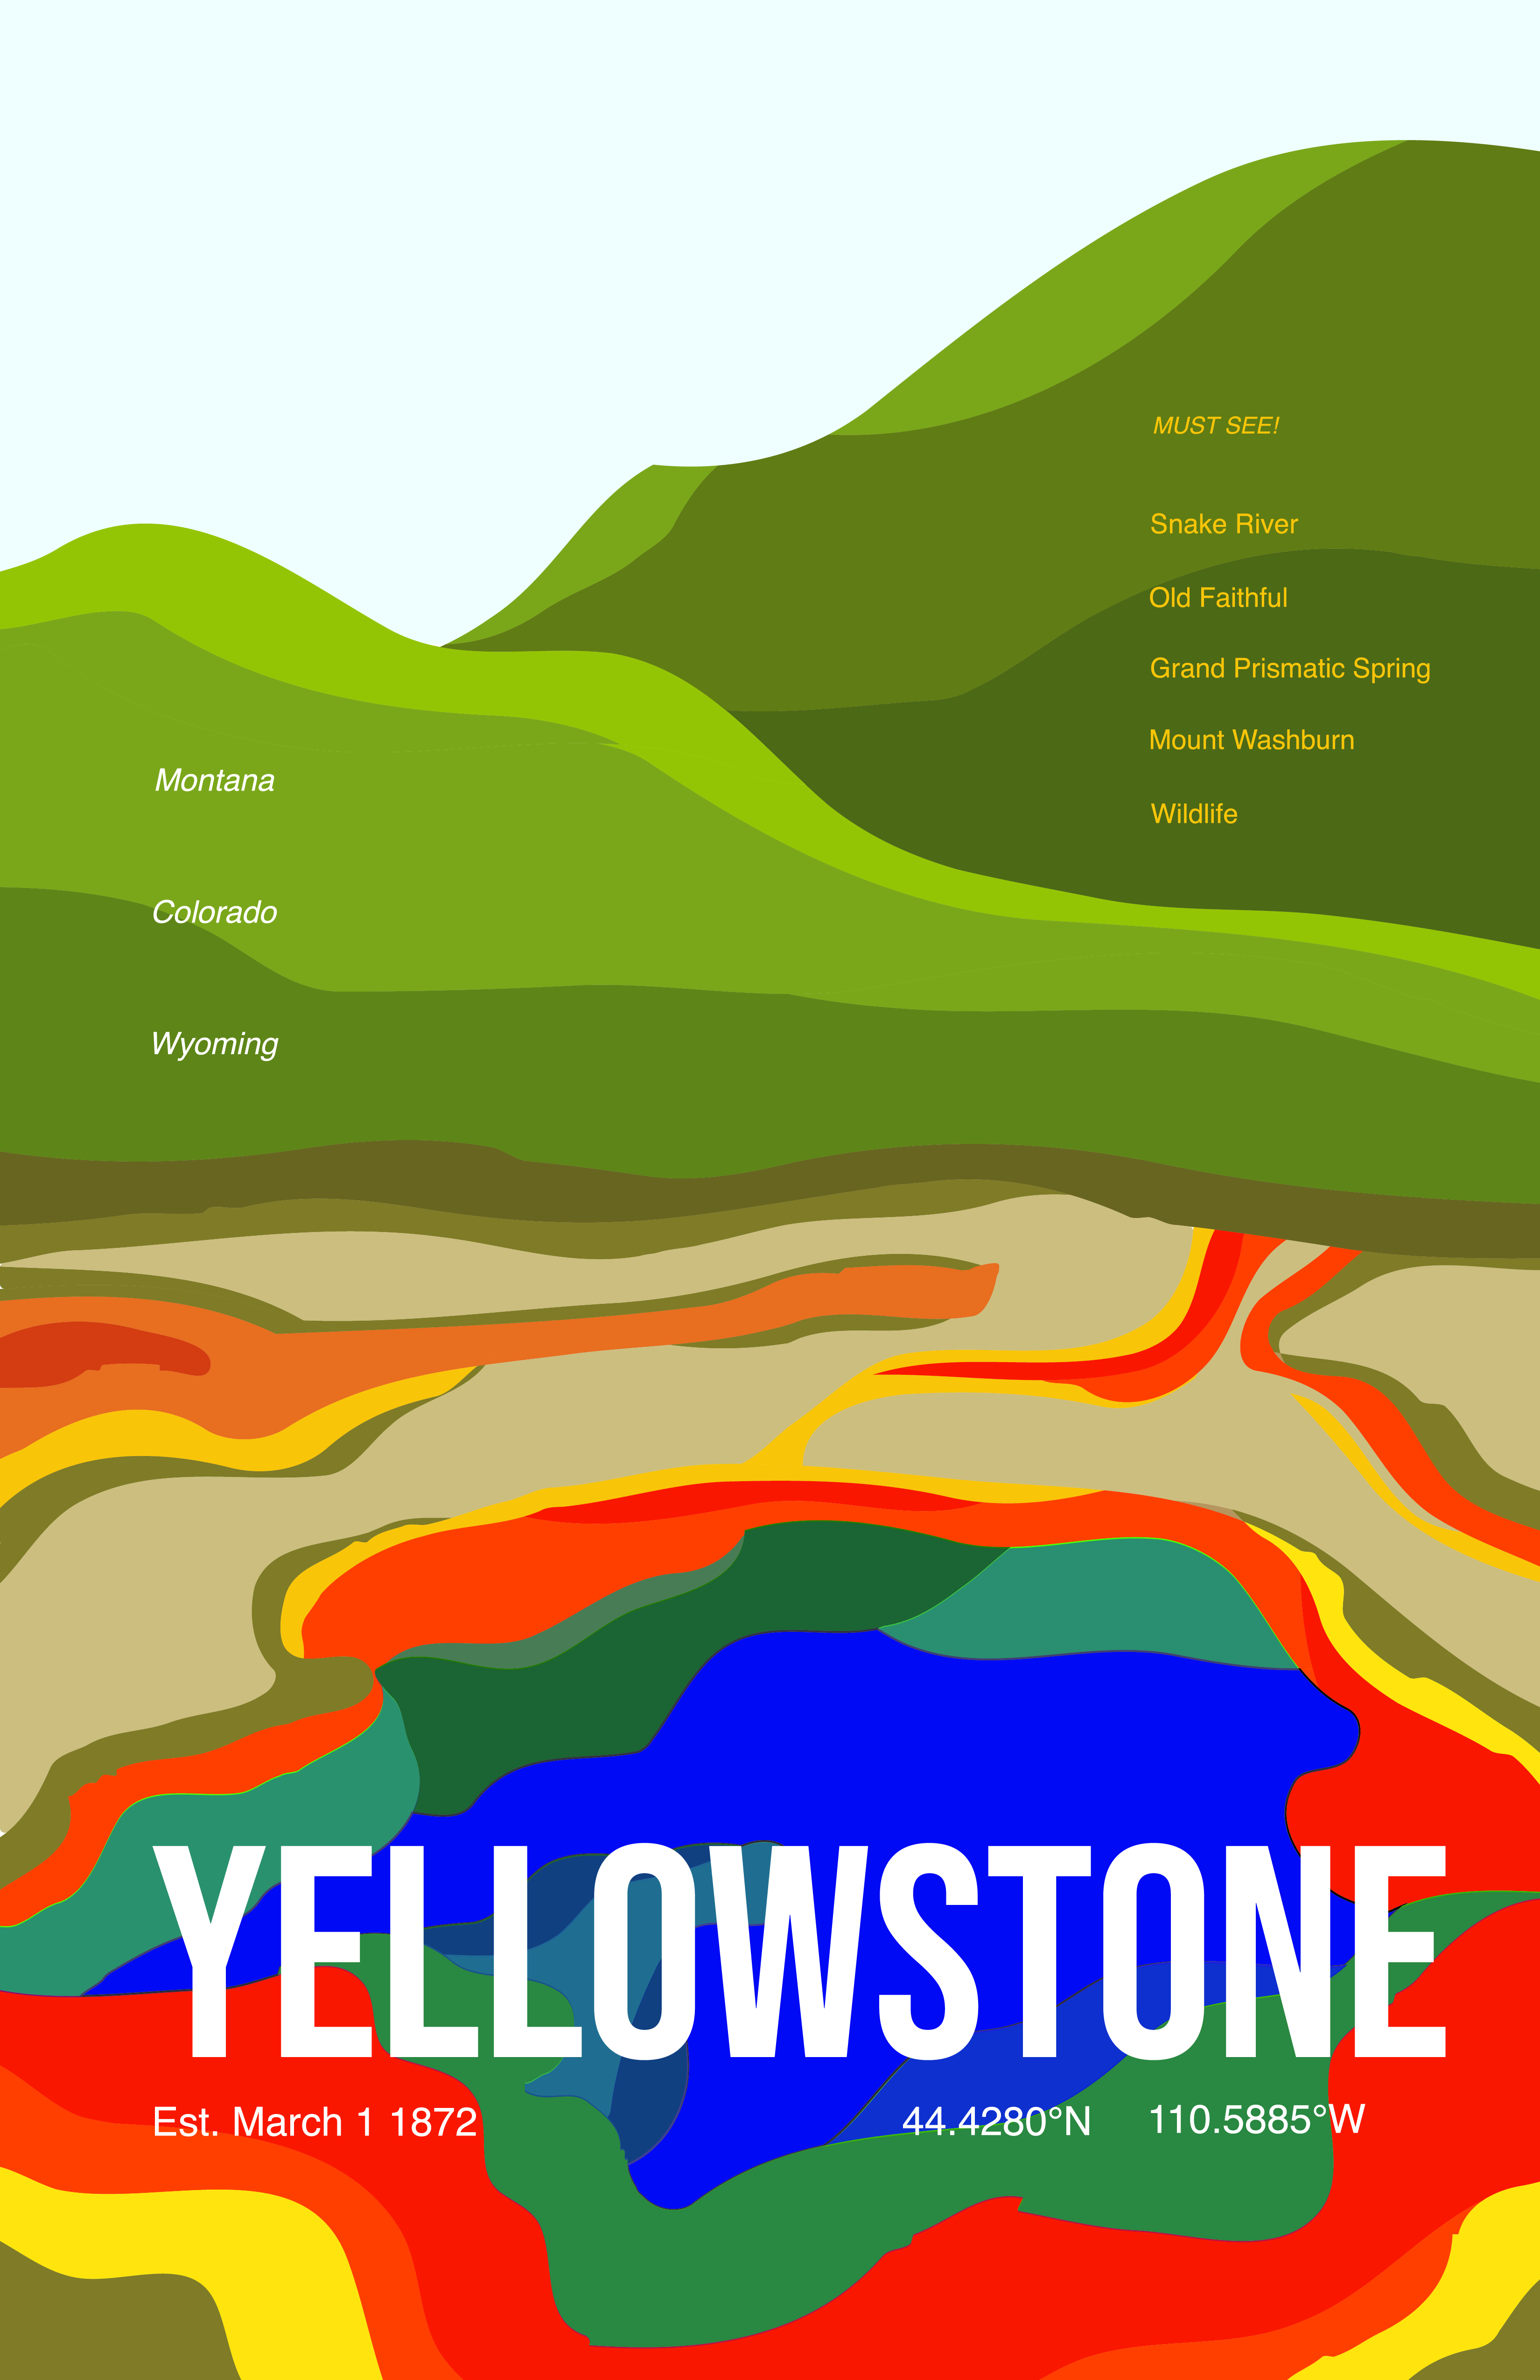 MUST SEE!
Snake River
Old Faithful
Grand Prismatic Spring
Mount Washburn
Wildlife
Montana
Colorado
Wyoming
YELLOWSTONE
Est. March 1 1872
44.4280°N 110.5885°W